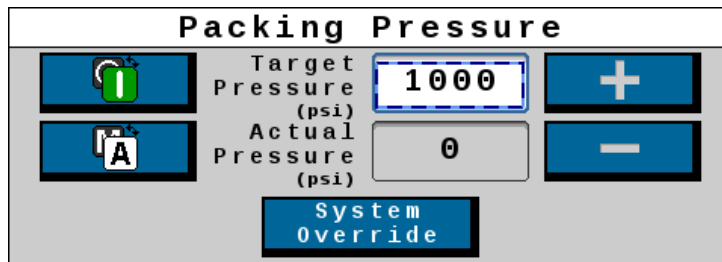 Packing Pressure
Target
Pressure
(psi)
1000
+
Actual
Pressure
(psi)
0
−
M
A
System
Override